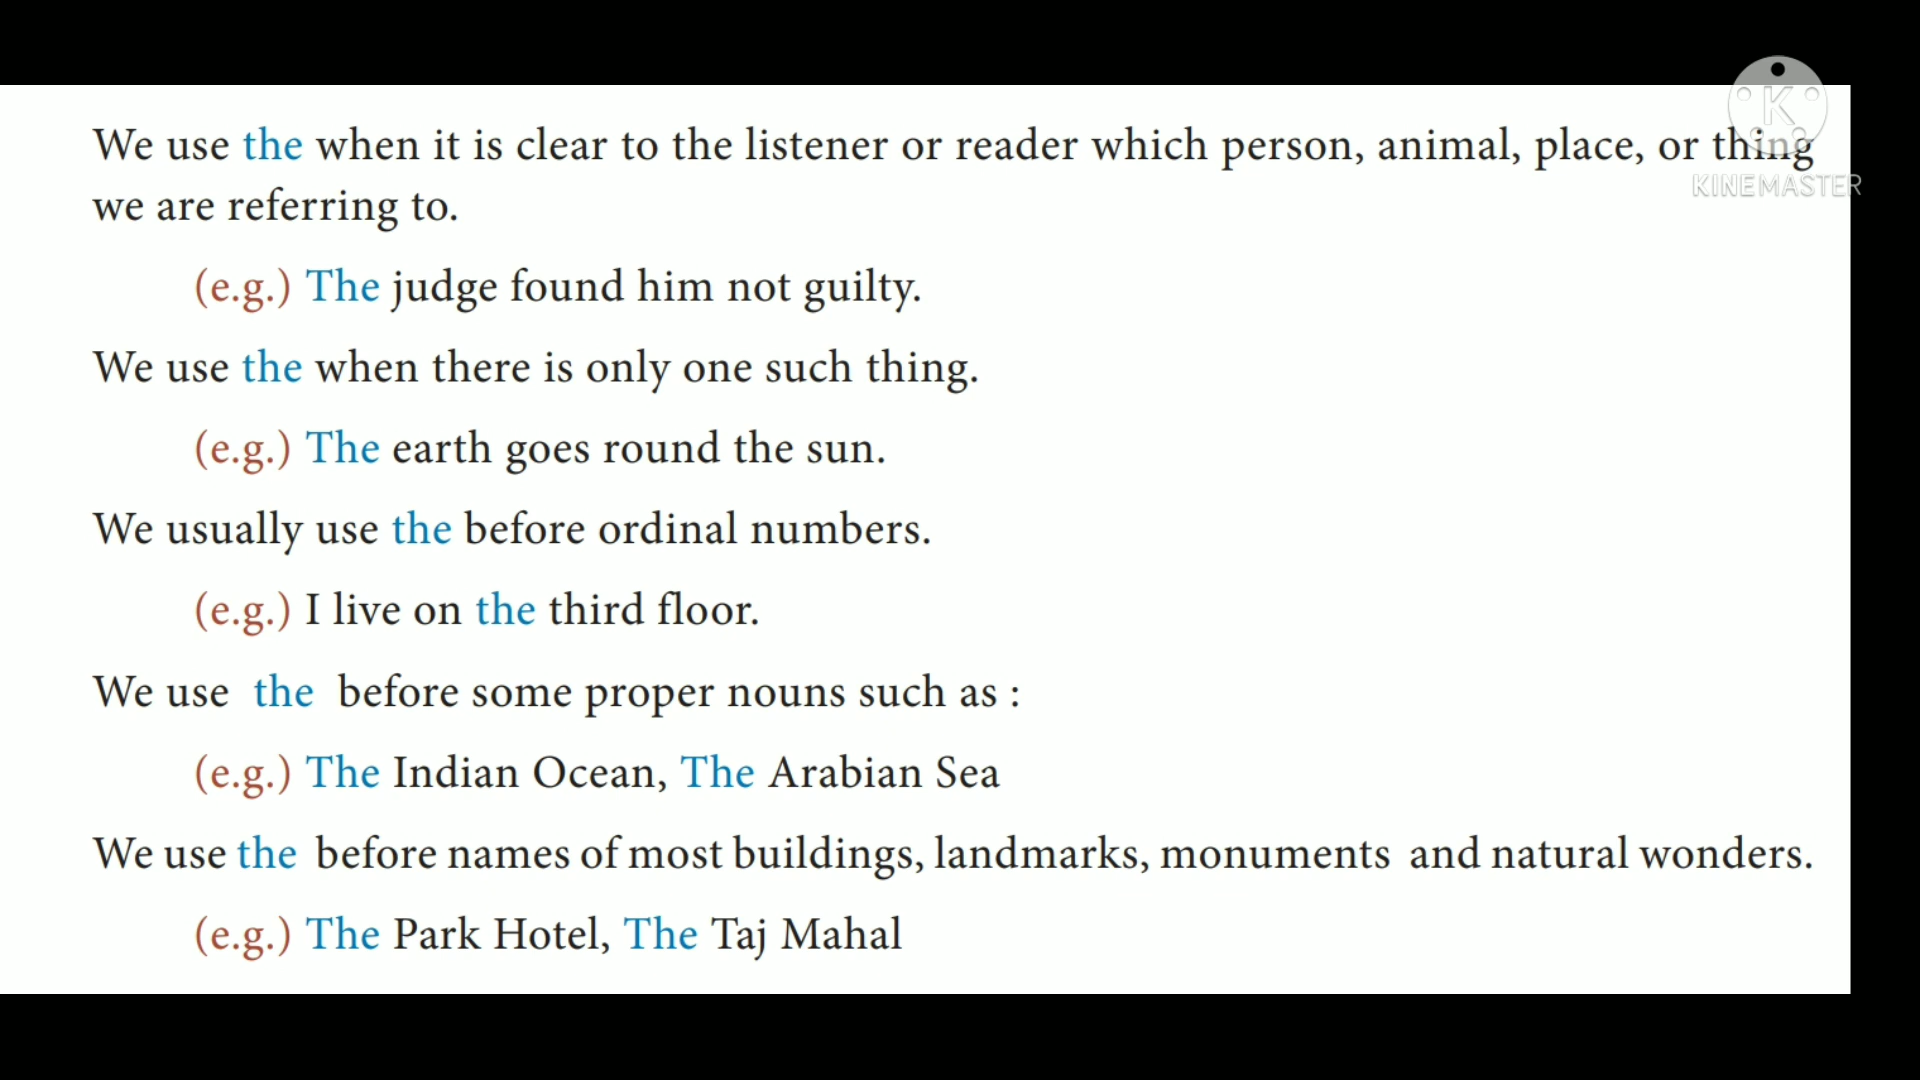 We use the when it is clear to the listener or reader which person, animal, place, or thing
we are referring to.
(e.g.) The judge found him not guilty.
We use the when there is only one such thing.
(e.g.) The earth goes round the sun.
We usually use the before ordinal numbers.
(e.g.) I live on the third floor.
We use the before some proper nouns such as :
(e.g.) The Indian Ocean, The Arabian Sea
We use the before names of most buildings, landmarks, monuments and natural wonders.
(e.g.) The Park Hotel, The Taj Mahal
K
KINEMASTER